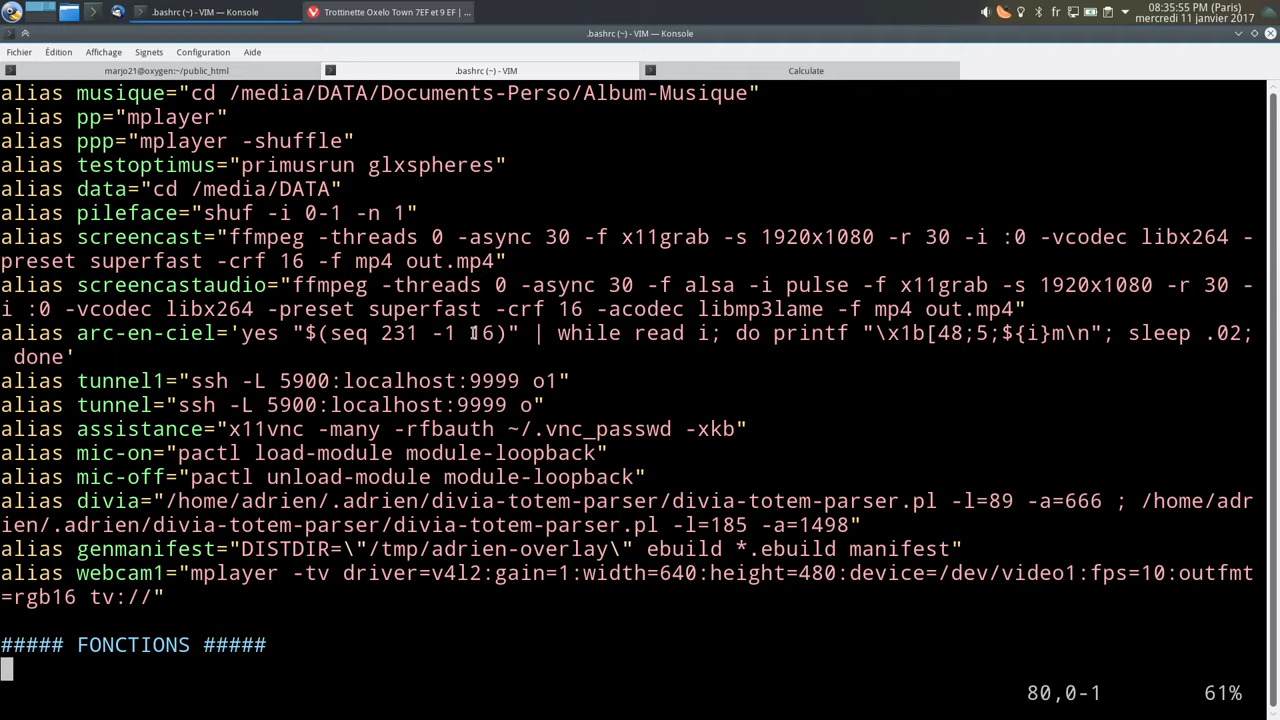 .bashrc (~) - VIM — Konsole
Trottinette Oxelo Town 7EF et 9 EF | ...
fr
08:35:55 PM (Paris)
mercredi 11 janvier 2017
.bashrc (~) - VIM — Konsole
Fichier Édition Affichage Signets Configuration Aide
marjo21@oxygen:~/public_html
.bashrc (~) - VIM
Calculate
alias musique="cd /media/DATA/Documents-Perso/Album-Musique"
alias pp="mplayer"
alias ppp="mplayer -shuffle"
alias testoptimus="primusrun glxspheres"
alias data="cd /media/DATA"
alias pileface="shuf -i 0-1 -n 1"
alias screencast="ffmpeg -threads 0 -async 30 -f x11grab -s 1920x1080 -r 30 -i :0 -vcodec libx264 -
preset superfast -crf 16 -f mp4 out.mp4"
alias screencastaudio="ffmpeg -threads 0 -async 30 -f alsa -i pulse -f x11grab -s 1920x1080 -r 30 -
i :0 -vcodec libx264 -preset superfast -crf 16 -acodec libmp3lame -f mp4 out.mp4"
alias arc-en-ciel='yes "$(seq 231 -1 16)" | while read i; do printf "\x1b[48;5;${i}m\n"; sleep .02;
done'
alias tunnel1="ssh -L 5900:localhost:9999 o1"
alias tunnel="ssh -L 5900:localhost:9999 o"
alias assistance="x11vnc -many -rfbauth ~/.vnc_passwd -xkb"
alias mic-on="pactl load-module module-loopback"
alias mic-off="pactl unload-module module-loopback"
alias divia="/home/adrien/.adrien/divia-totem-parser/divia-totem-parser.pl -l=89 -a=666 ; /home/adr
ien/.adrien/divia-totem-parser/divia-totem-parser.pl -l=185 -a=1498"
alias genmanifest="DISTDIR=\"/tmp/adrien-overlay\" ebuild *.ebuild manifest"
alias webcam1="mplayer -tv driver=v4l2:gain=1:width=640:height=480:device=/dev/video1:fps=10:outfmt
=rgb16 tv://"
##### FONCTIONS #####
80,0-1 61%